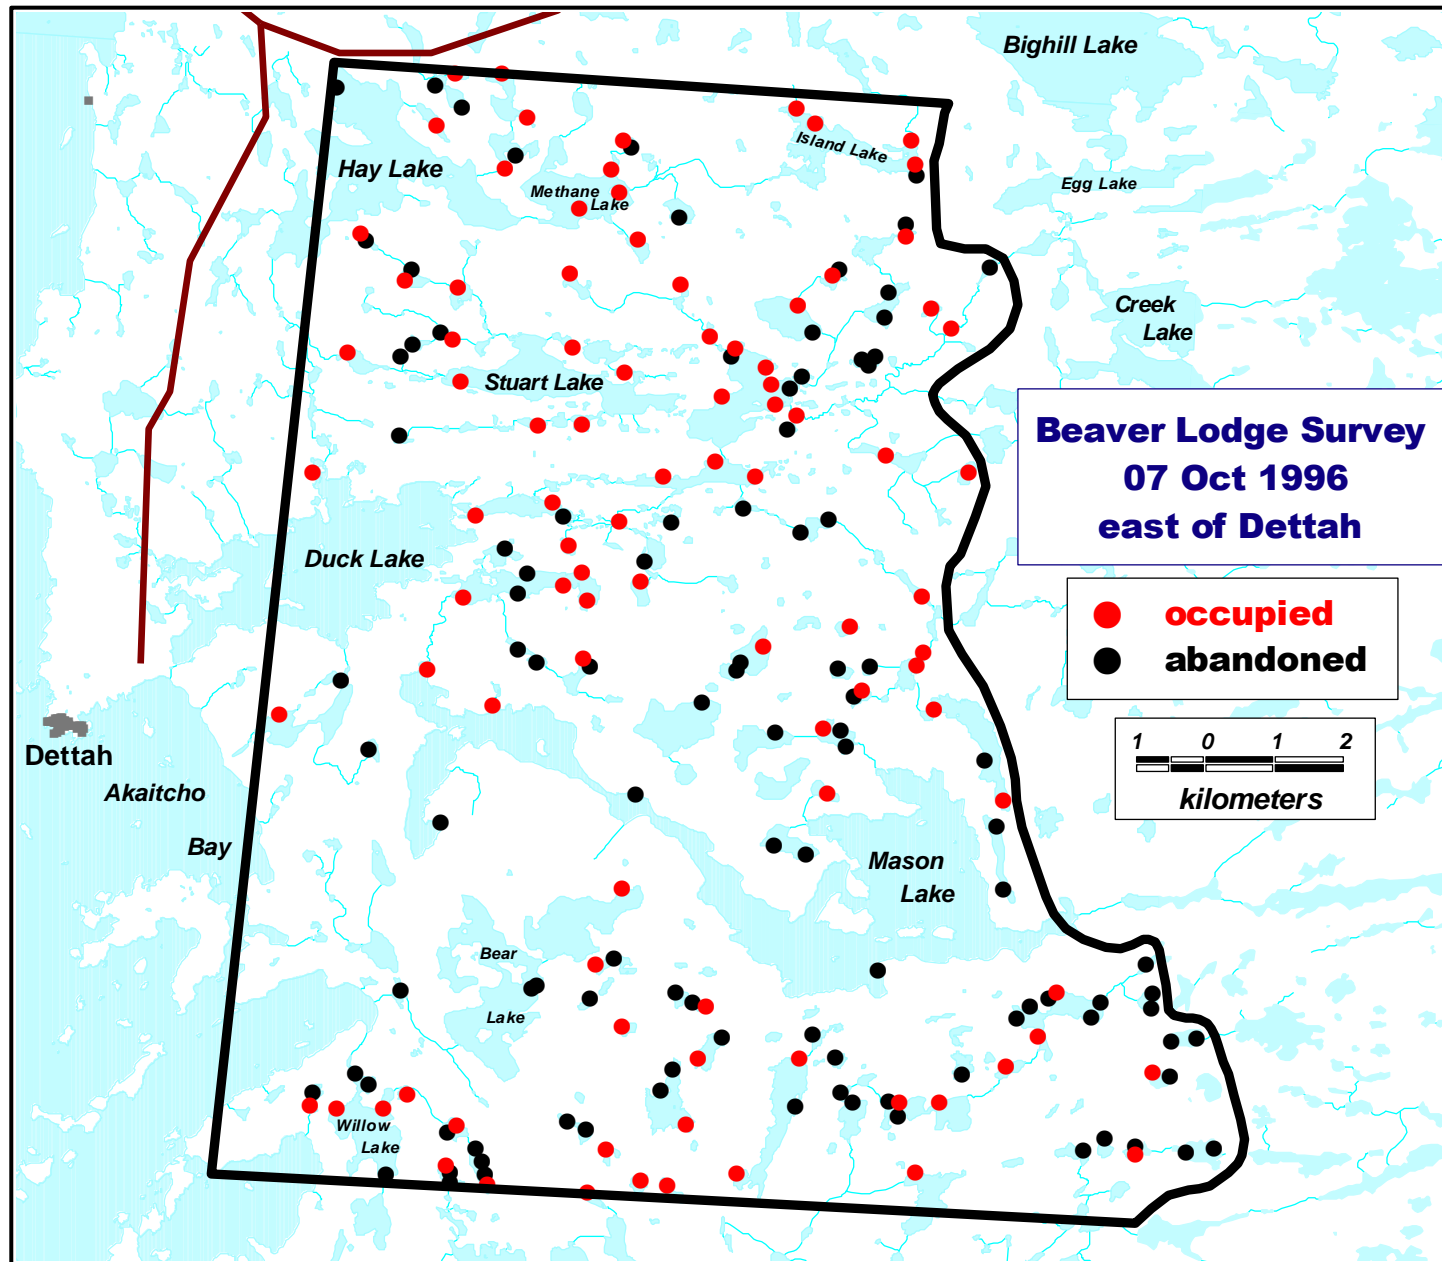 Bighill Lake
Island Lake
Hay Lake
Methane
Lake
Egg Lake
Creek
Lake
Stuart Lake
Beaver Lodge Survey
07 Oct 1996
east of Dettah
Duck Lake
occupied
abandoned
Dettah
1 0 1 2
kilometers
Akaitcho
Bay
Mason
Lake
Bear
Lake
Willow
Lake